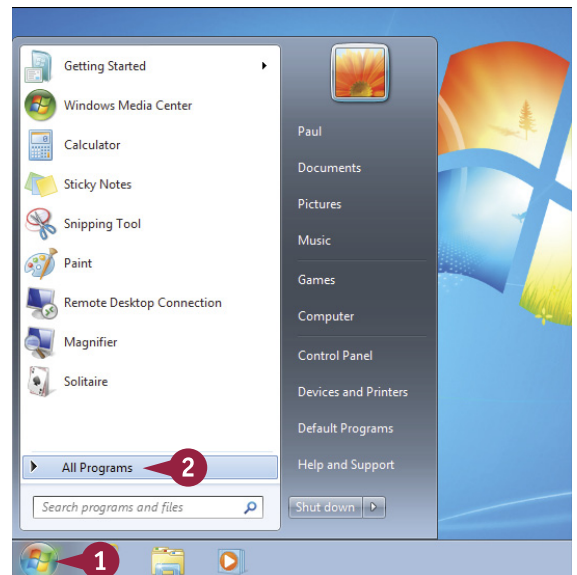 Getting Started
Windows Media Center
Calculator
Sticky Notes
Snipping Tool
Paint
Remote Desktop Connection
Magnifier
Solitaire
All Programs 2
Search programs and files
Paul
Documents
Pictures
Music
Games
Computer
Control Panel
Devices and Printers
Default Programs
Help and Support
Shut down
1